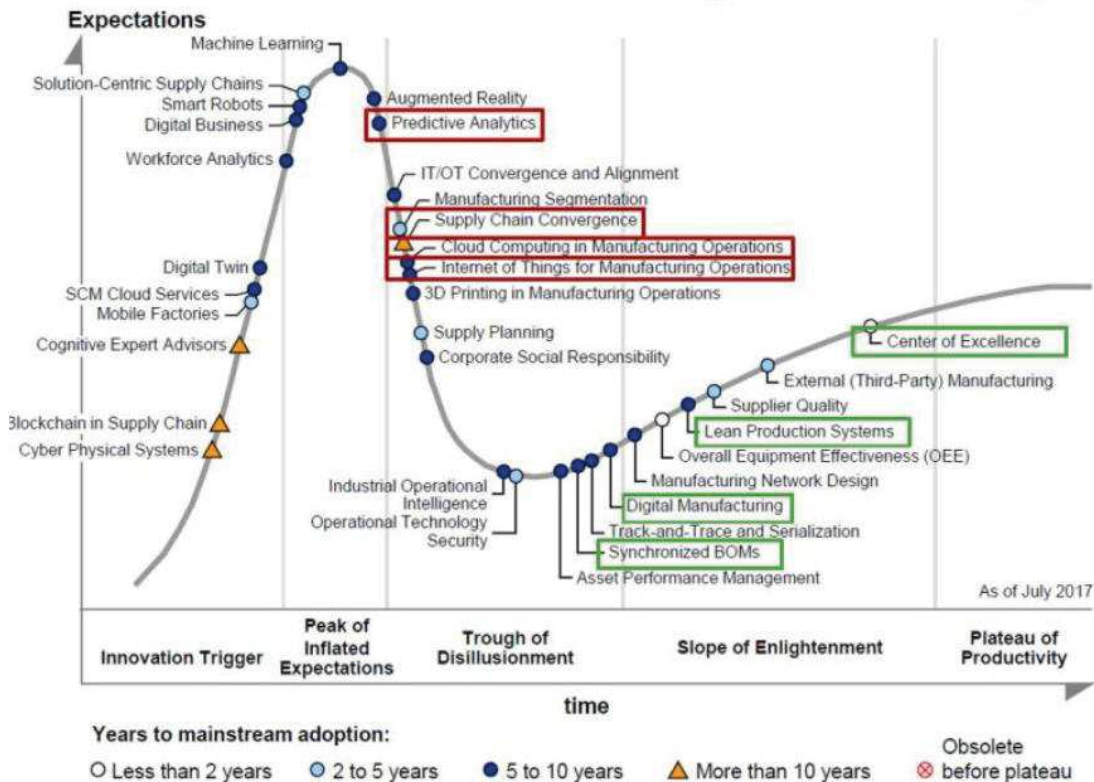 Expectations
Machine Learning
Solution-Centric Supply Chains
Smart Robots
Digital Business
Workforce Analytics
Digital Twin
SCM Cloud Services
Mobile Factories
Cognitive Expert Advisors
Blockchain in Supply Chain
Cyber Physical Systems
Augmented Reality
Predictive Analytics
IT/OT Convergence and Alignment
Manufacturing Segmentation
Supply Chain Convergence
Cloud Computing in Manufacturing Operations
Internet of Things for Manufacturing Operations
3D Printing in Manufacturing Operations
Supply Planning
Corporate Social Responsibility
Industrial Operational
Intelligence
Operational Technology
Security
Center of Excellence
External (Third-Party) Manufacturing
Supplier Quality
Lean Production Systems
Overall Equipment Effectiveness (OEE)
Manufacturing Network Design
Digital Manufacturing
Track-and-Trace and Serialization
Synchronized BOMs
Asset Performance Management
As of July 2017
Innovation Trigger
Peak of
Inflated
Expectations
Trough of
Disillusionment
Slope of Enlightenment
Plateau of
Productivity
time
Years to mainstream adoption:
Less than 2 years
2 to 5 years
5 to 10 years
More than 10 years
Obsolete
before plateau